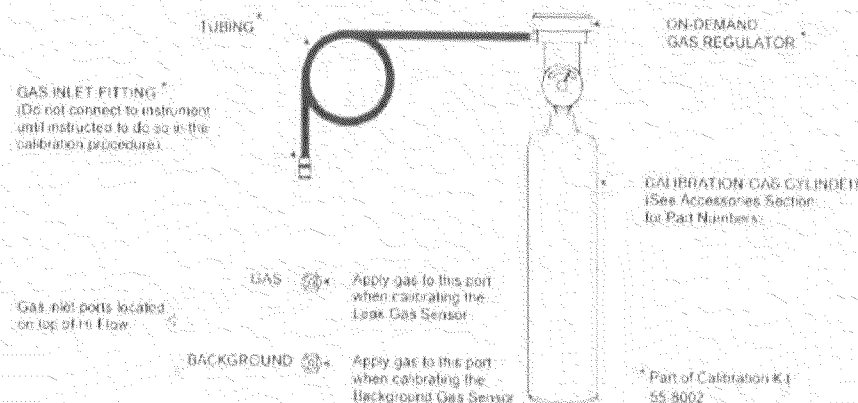 TUBING*
ON-DEMAND
GAS REGULATOR*
GAS INLET FITTING*
(Do not connect to instrument
until instructed to do so in the
calibration procedure).
CALIBRATION GAS CYLINDER
(See Accessories Section
for Part Numbers
GAS
Apply gas to this port
when calibrating the
Leak Gas Sensor
Gas inlet ports located
on top of Hi Flow
BACKGROUND
Apply gas to this port
when calibrating the
Background Gas Sensor
*Part of Calibration Kit
55-8002